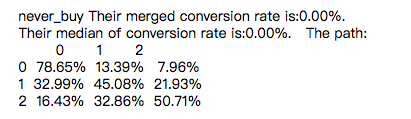 never_buy Their merged conversion rate is:0.00%.
Their median of conversion rate is:0.00%. The path:
0 1 2
0 78.65% 13.39% 7.96%
1 32.99% 45.08% 21.93%
2 16.43% 32.86% 50.71%